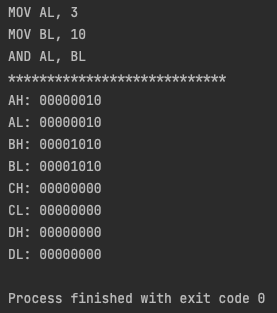 MOV AL, 3
MOV BL, 10
AND AL, BL
****************************
AH: 00000010
AL: 00000010
BH: 00001010
BL: 00001010
CH: 00000000
CL: 00000000
DH: 00000000
DL: 00000000
Process finished with exit code 0